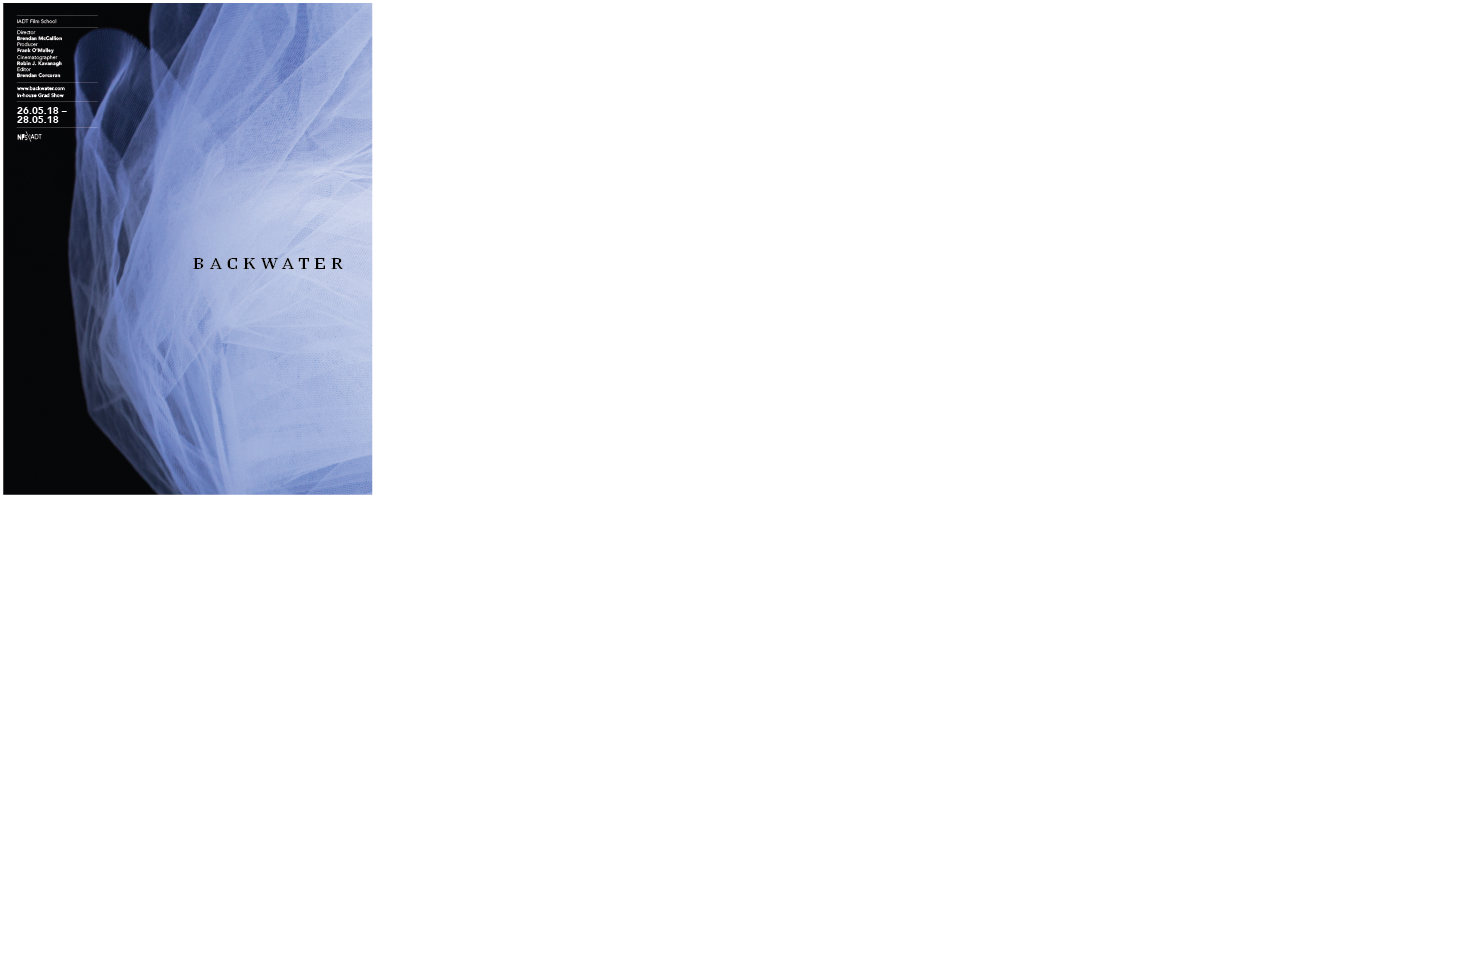 IADT Film School
Director
Brendan McCallion
Producer
Frank O'Malley
Cinematographer
Robin J. Kavanagh
Editor
Brendan Corcoran
www.backwater.com
In-house Grad Show
26.05.18 –
28.05.18
NFS IADT
BACKWATER